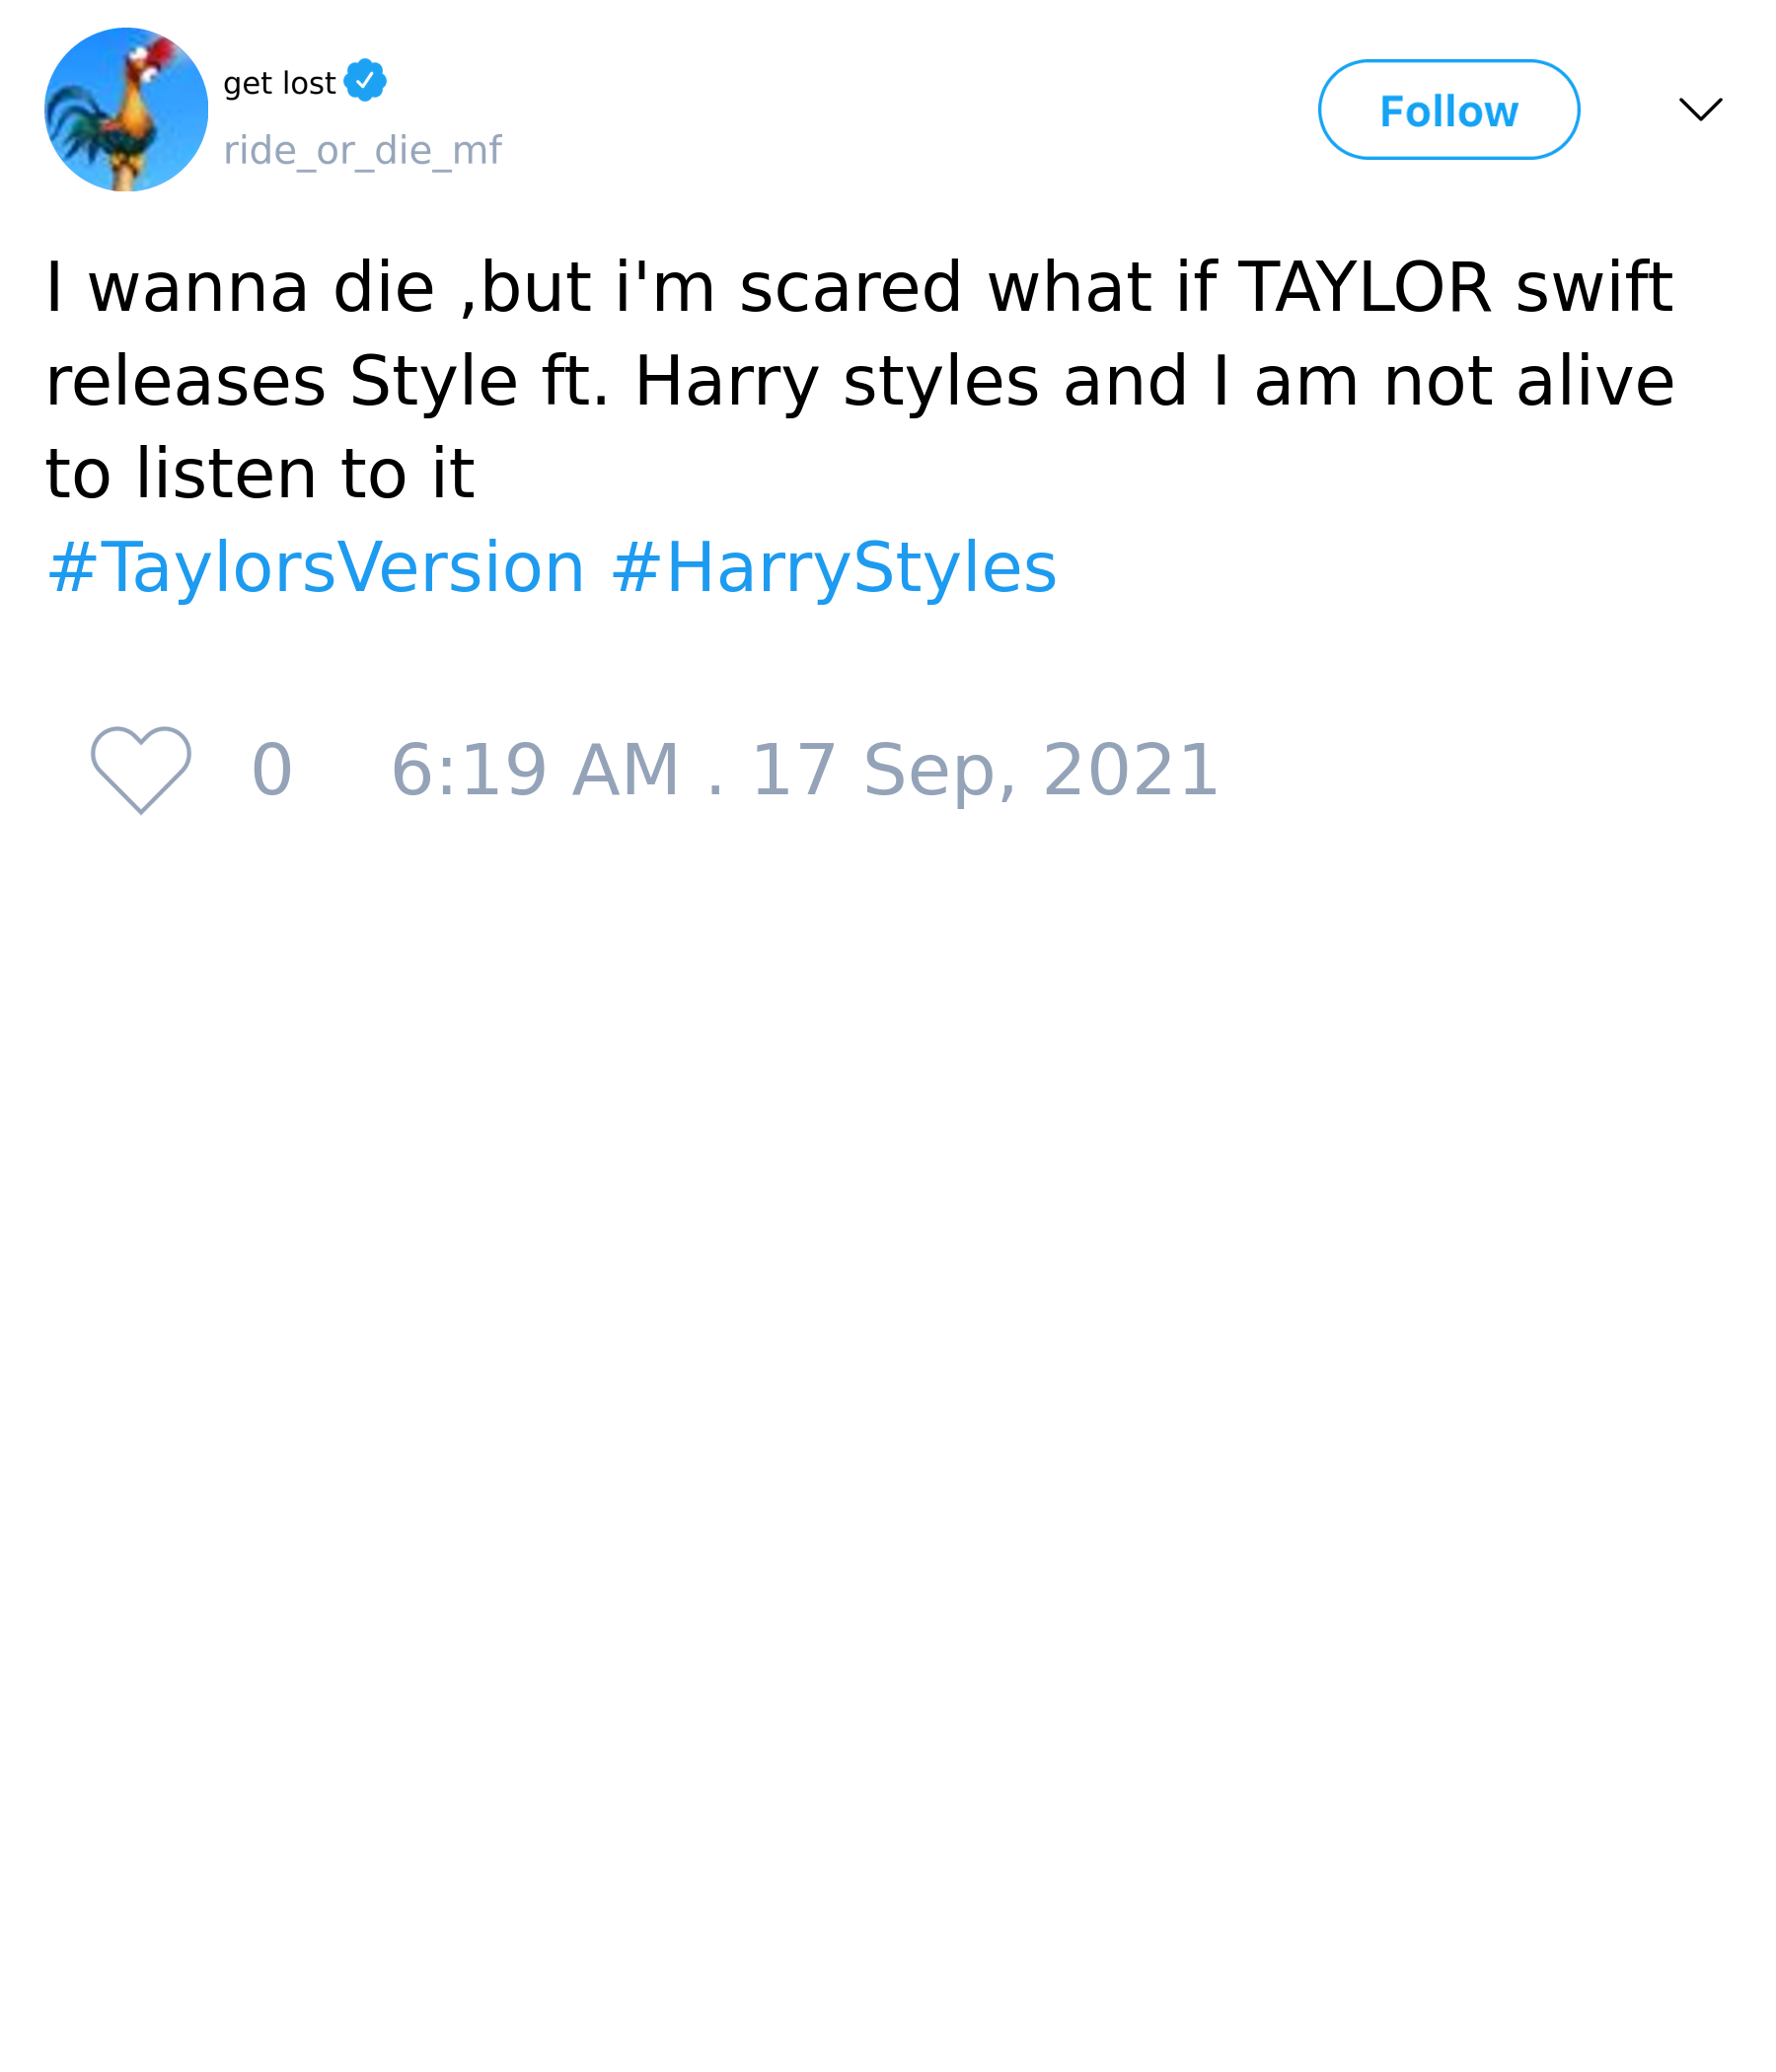 get lost
ride_or_die_mf
Follow
I wanna die ,but i'm scared what if TAYLOR swift
releases Style ft. Harry styles and I am not alive
to listen to it
#TaylorsVersion #HarryStyles
0 6:19 AM . 17 Sep, 2021